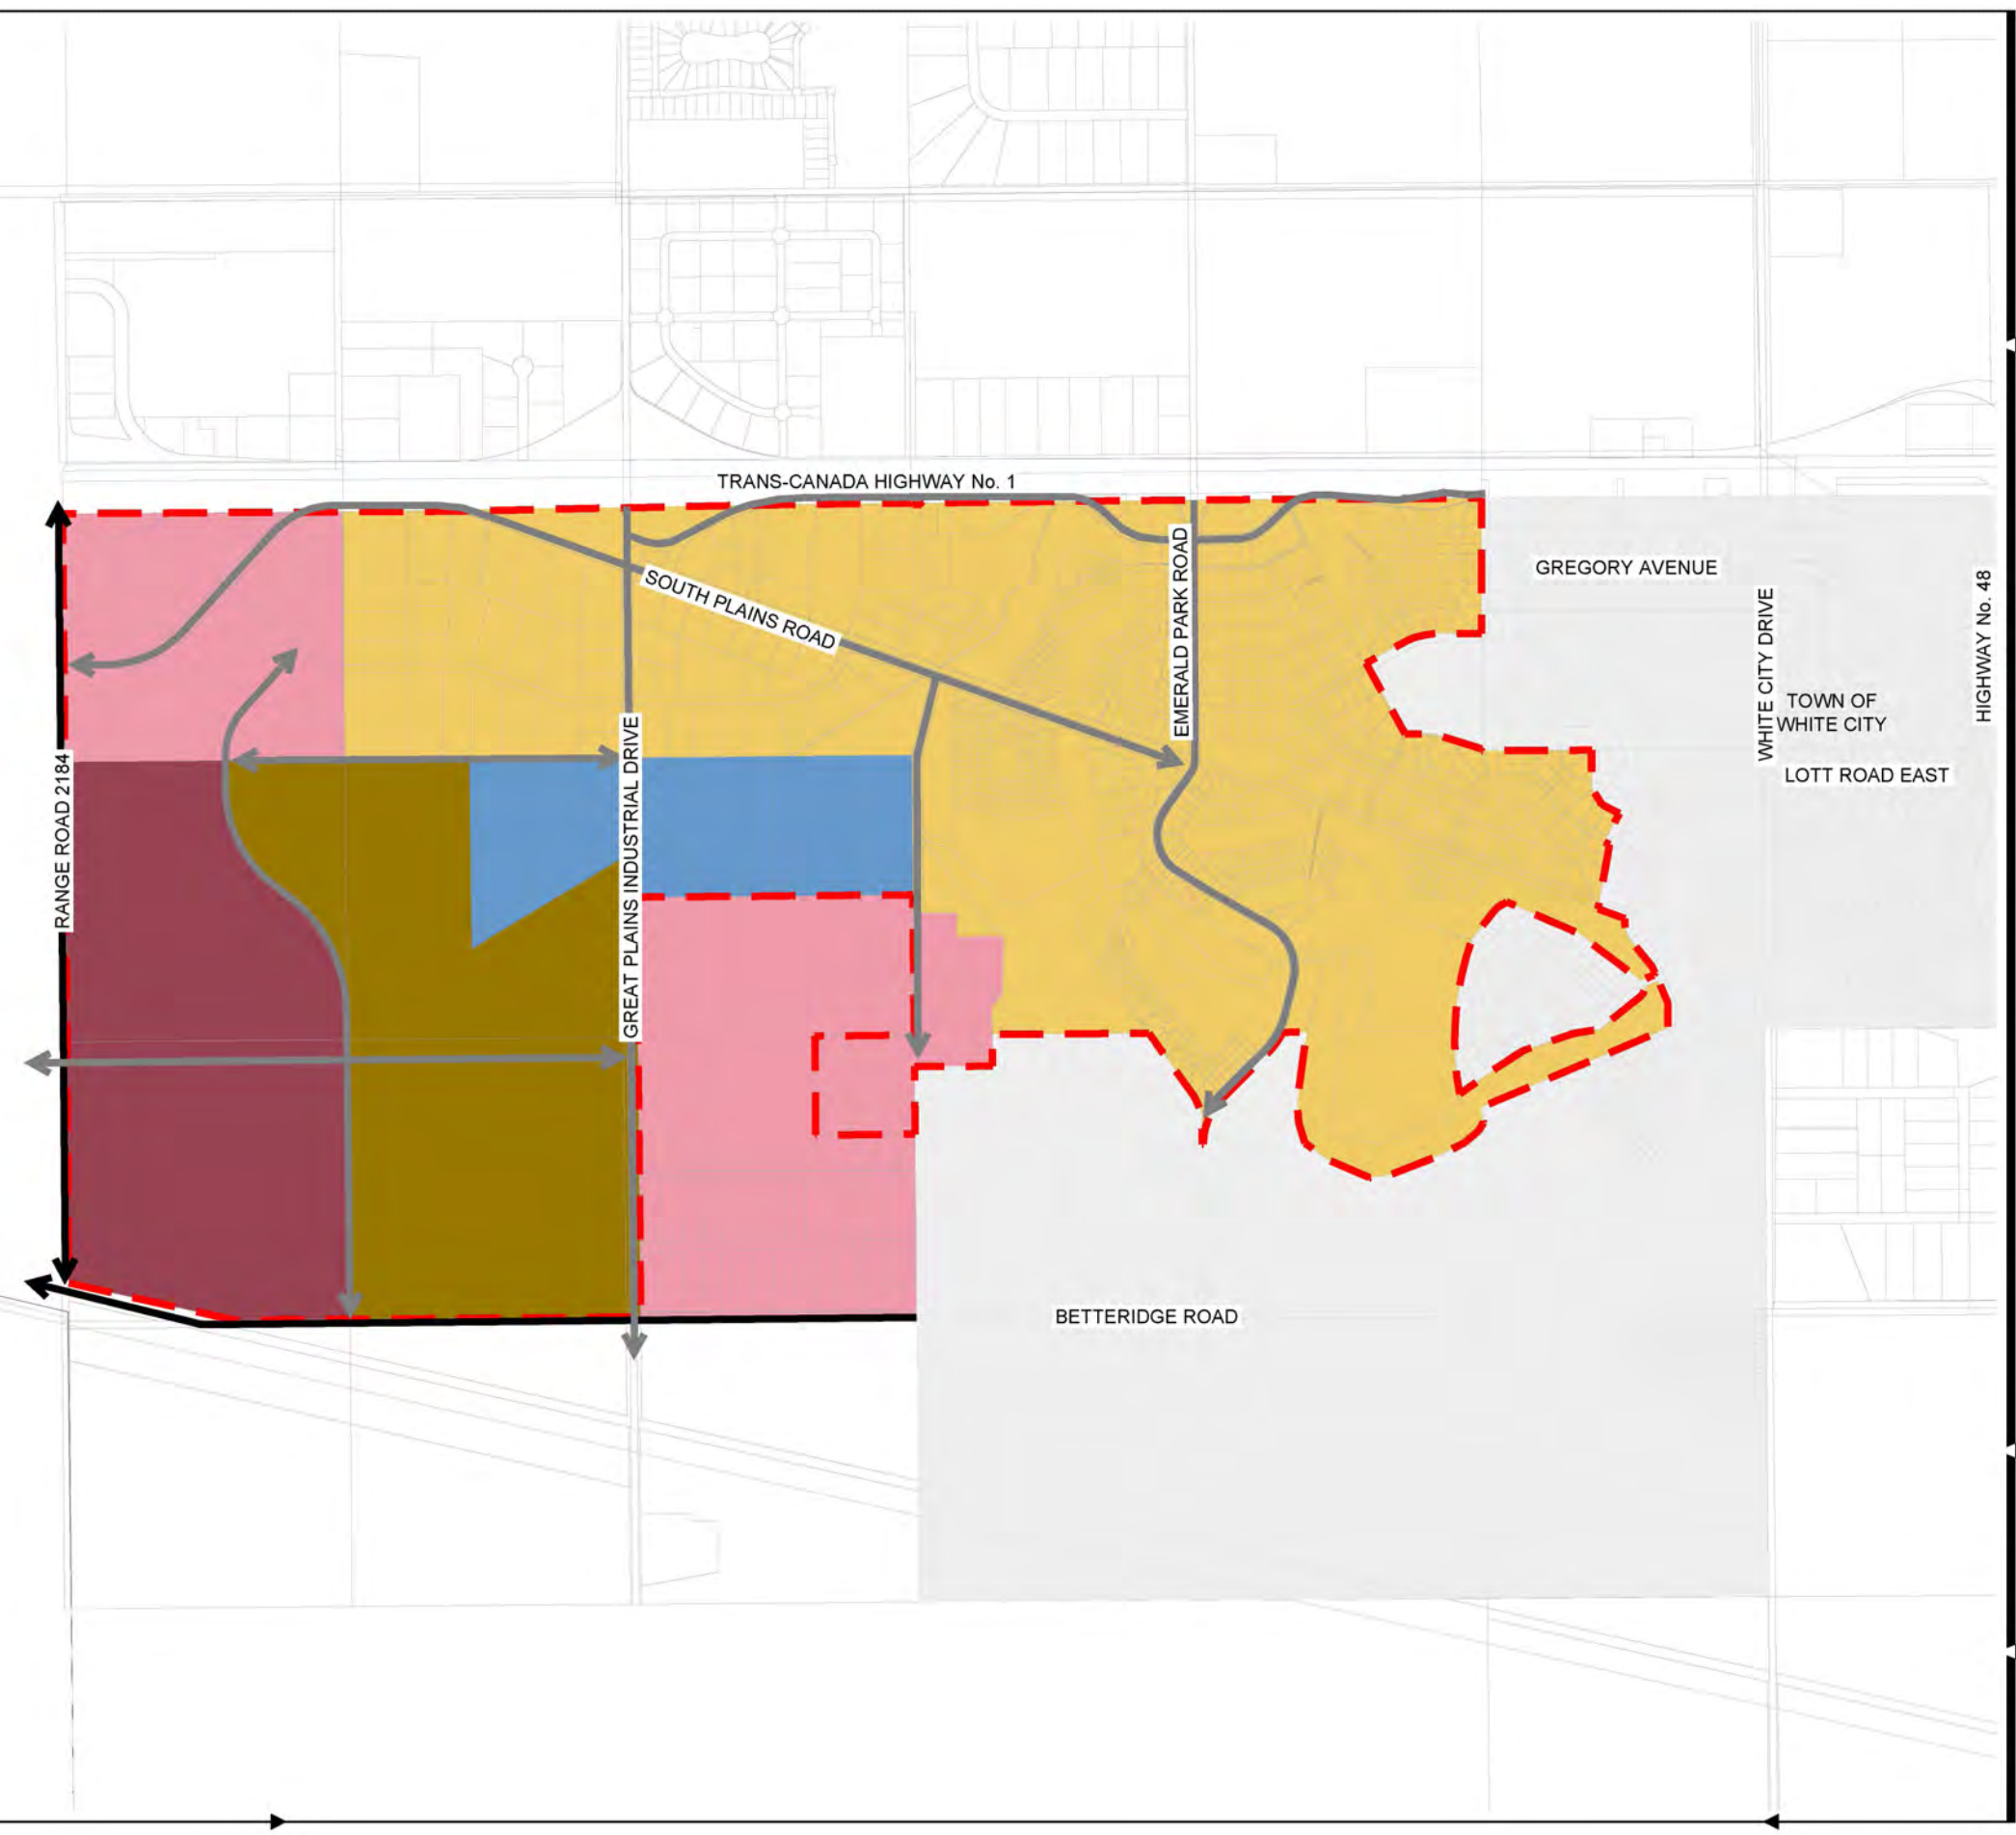 TRANS-CANADA HIGHWAY No. 1
SOUTH PLAINS ROAD
EMERALD PARK ROAD
GREGORY AVENUE
WHITE CITY DRIVE
HIGHWAY No. 48
TOWN OF
WHITE CITY
LOTT ROAD EAST
RANGE ROAD 2184
GREAT PLAINS INDUSTRIAL DRIVE
BETTERIDGE ROAD